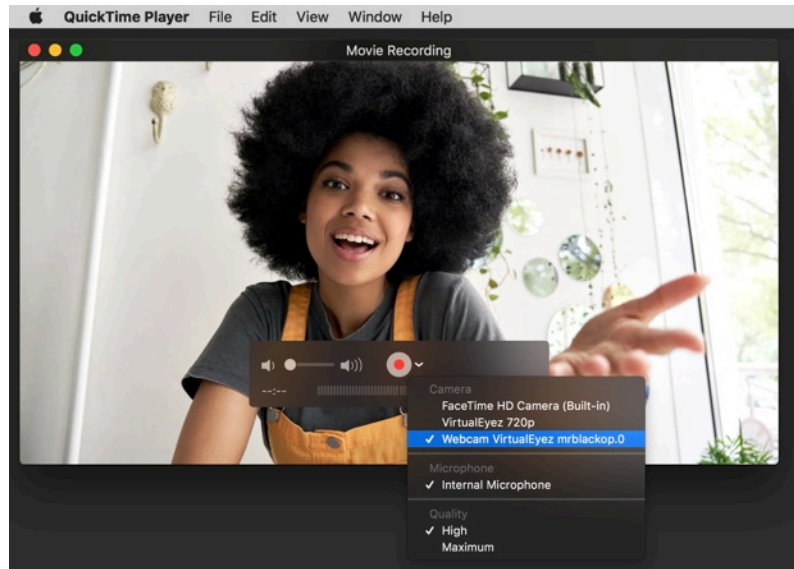 QuickTime Player File Edit View Window Help
Movie Recording
--:--
Camera
FaceTime HD Camera (Built-in)
VirtualEyez 720p
✓ Webcam VirtualEyez mrblackop.0
Microphone
✓ Internal Microphone
Quality
✓ High
Maximum